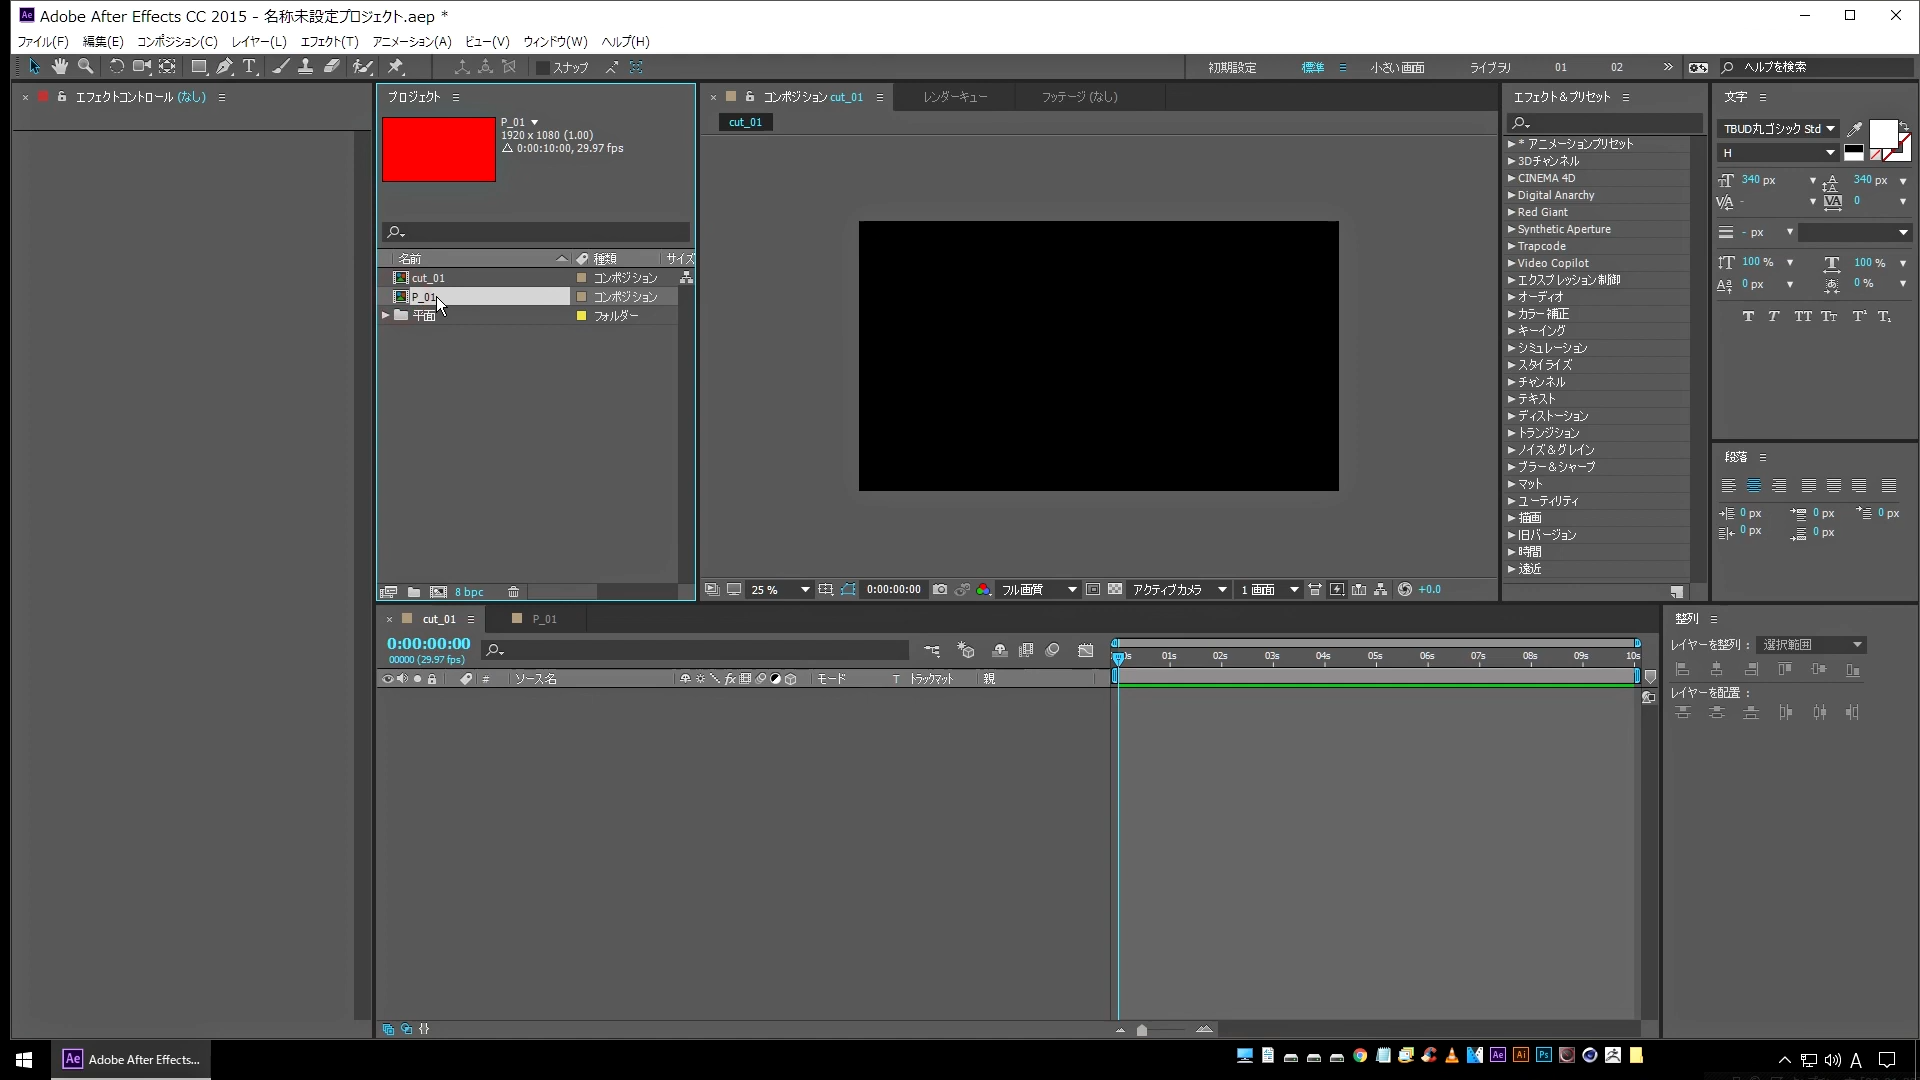 Adobe After Effects CC 2015 - 名称未設定プロジェクト.aep *
ファイル(F) 編集(E) コンポジション(C) レイヤー(L) エフェクト(T) アニメーション(A) ビュー(V) ウィンドウ(W) ヘルプ(H)
スナップ 初期設定 標準 小さい画面 ライブラリ 01 02 ヘルプを検索
エフェクトコントロール (なし)
プロジェクト
P_01
1920 x 1080 (1.00)
Δ 0:00:10:00, 29.97 fps
名前 種類 サイズ
cut_01 コンポジション
P_01 コンポジション
平面 フォルダー
8 bpc
コンポジション cut_01 レンダーキュー フッテージ (なし)
cut_01
25 % 0:00:00:00 フル画質 アクティブカメラ 1 画面 +0.0
エフェクト&プリセット
* アニメーションプリセット
3Dチャンネル
CINEMA 4D
Digital Anarchy
Red Giant
Synthetic Aperture
Trapcode
Video Copilot
エクスプレッション制御
オーディオ
カラー補正
キーイング
シミュレーション
スタイライズ
チャンネル
テキスト
ディストーション
トランジション
ノイズ&グレイン
ブラー&シャープ
マット
ユーティリティ
描画
旧バージョン
時間
遠近
文字
TBUD丸ゴシック Std
H
340 px 340 px
- 0
- px
100 % 100 %
0 px 0 %
段落
0 px 0 px 0 px
0 px 0 px
cut_01 P_01
0:00:00:00
00000 (29.97 fps)
# ソース名 モード T トラックマット 親
01s 02s 03s 04s 05s 06s 07s 08s 09s 10s
整列
レイヤーを整列： 選択範囲
レイヤーを配置：
Adobe After Effects...
A